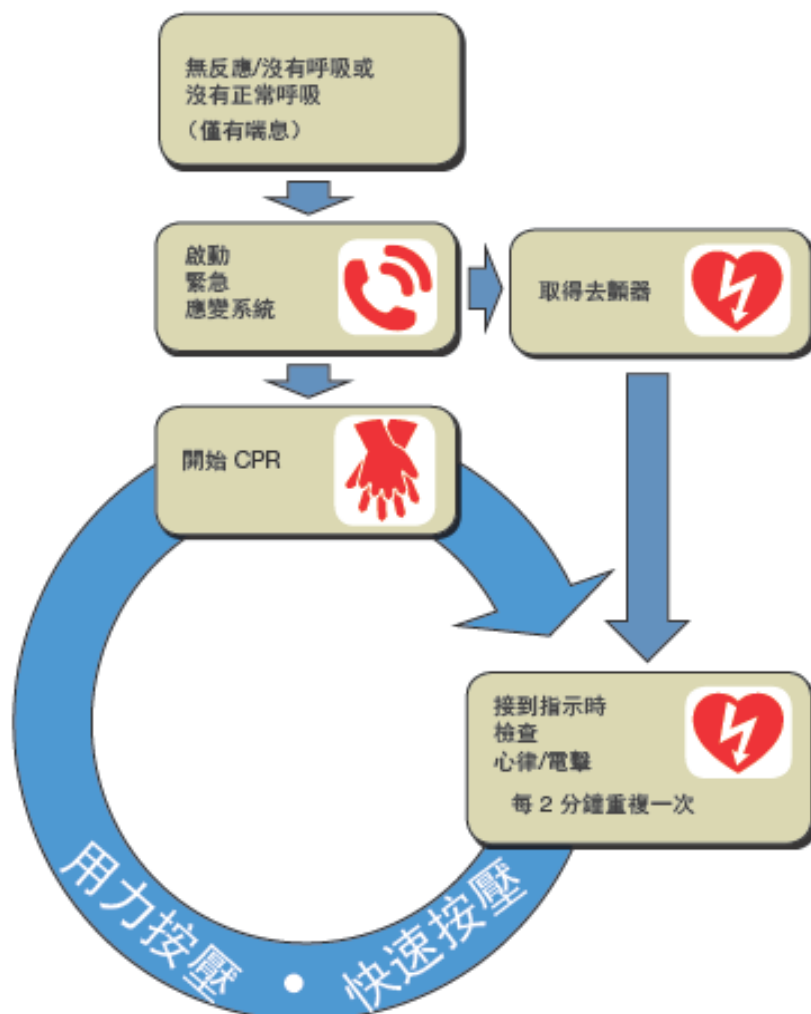 無反應/沒有呼吸或
沒有正常呼吸
（僅有喘息）
啟動
緊急
應變系統
取得去顫器
開始 CPR
接到指示時
檢查
心律/電擊
每 2 分鐘重複一次
用力按壓 • 快速按壓